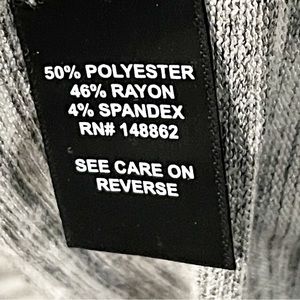 50% POLYESTER
46% RAYON
4% SPANDEX
RN# 148862
SEE CARE ON
REVERSE